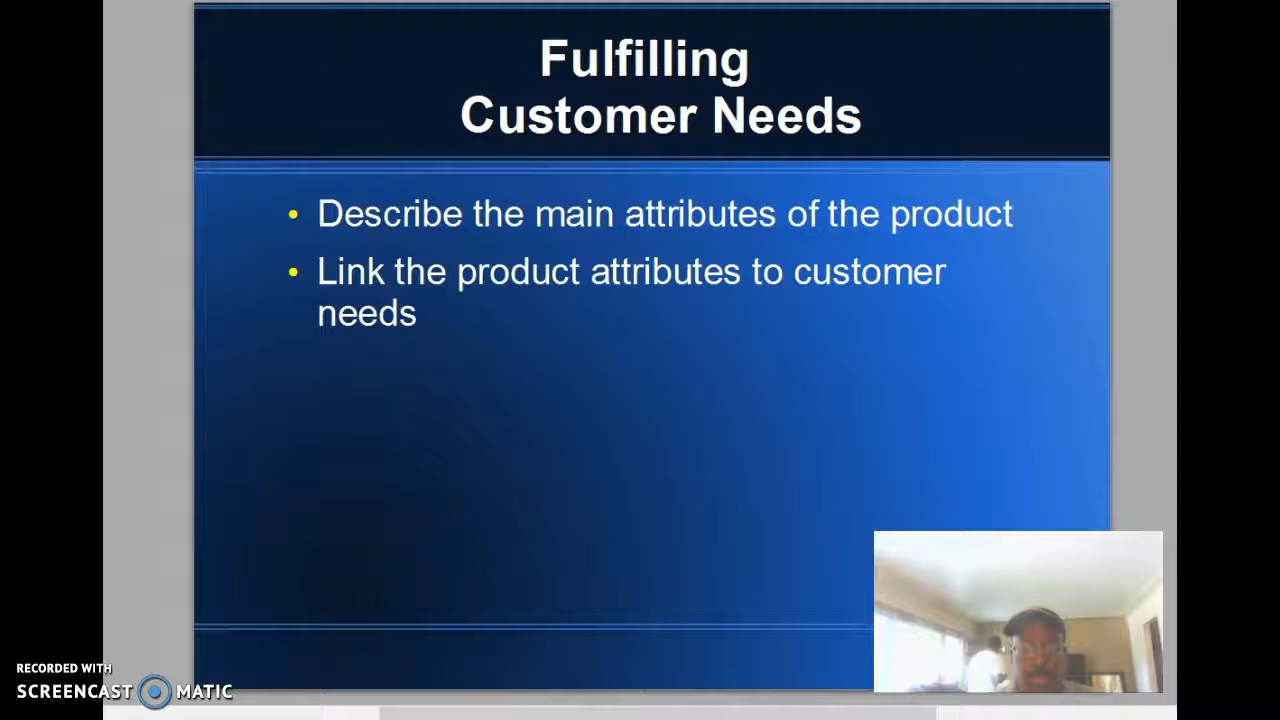 Fulfilling
Customer Needs
• Describe the main attributes of the product
• Link the product attributes to customer
needs
RECORDED WITH
SCREENCAST MATIC